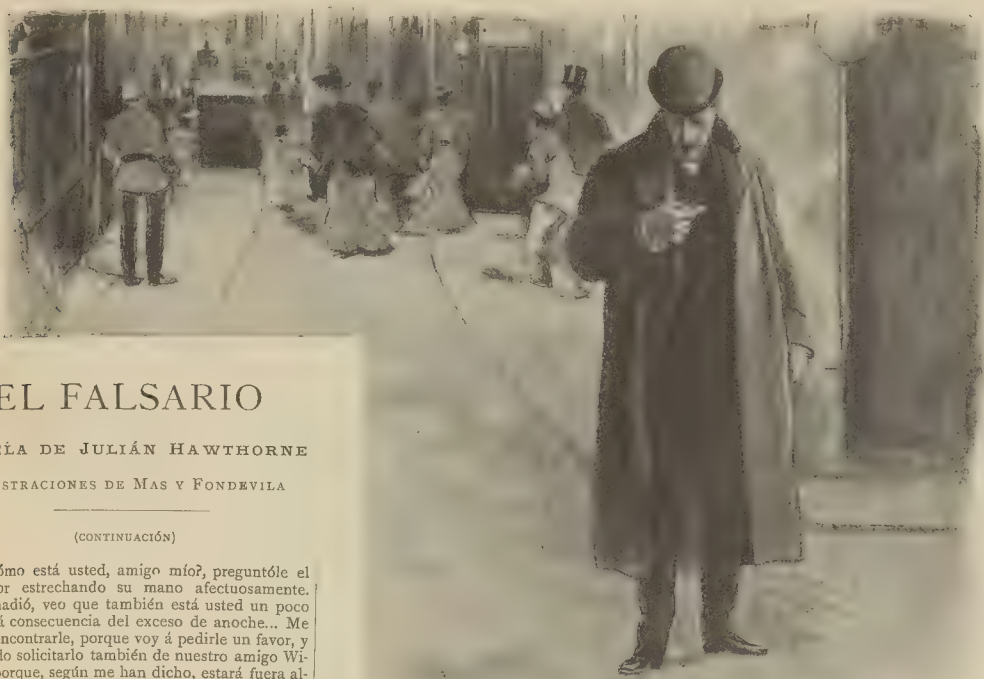 EL FALSARIO
ELA DE JULIÁN HAWTHORNE
STRACIONES DE MAS Y FONDEVILA
(CONTINUACIÓN)
ómo está usted, amigo mío?, preguntóle el
or estrechando su mano afectuosamente.
adió, veo que también está usted un poco
á consecuencia del exceso de anoche... Me
ncontrarle, porque voy á pedirle un favor, y
do solicitarlo también de nuestro amigo Wi-
porque, según me han dicho, estará fuera al-